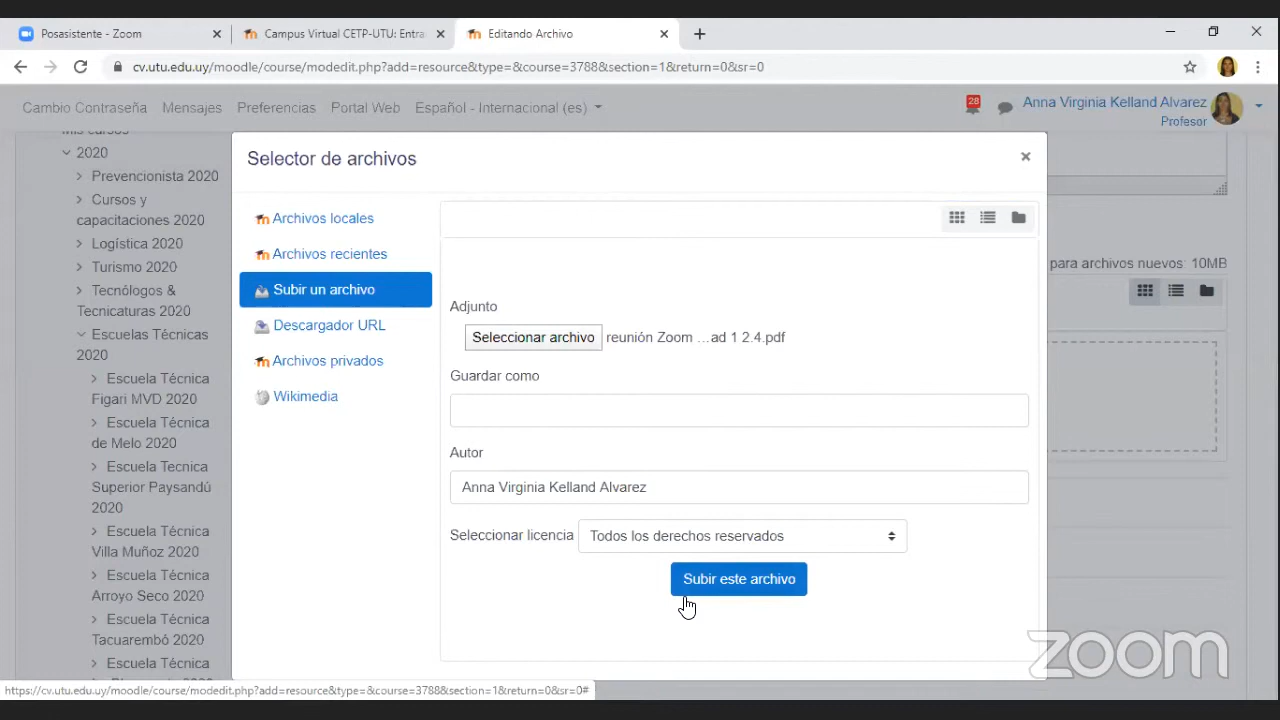 Posasistente - Zoom
Campus Virtual CETP-UTU: Entra
Editando Archivo
cv.utu.edu.uy/moodle/course/modedit.php?add=resource&type=&course=3788&section=1&return=0&sr=0
Cambio Contraseña Mensajes Preferencias Portal Web Español - Internacional (es)
28
Anna Virginia Kelland Alvarez
Profesor
Mis cursos
2020
Prevencionista 2020
Cursos y
capacitaciones 2020
Logística 2020
Turismo 2020
Tecnólogos &
Tecnicaturas 2020
Escuelas Técnicas
2020
Escuela Técnica
Figari MVD 2020
Escuela Técnica
de Melo 2020
Escuela Tecnica
Superior Paysandú
2020
Escuela Técnica
Villa Muñoz 2020
Escuela Técnica
Arroyo Seco 2020
Escuela Técnica
Tacuarembó 2020
Escuela Técnica
Selector de archivos
×
Archivos locales
Archivos recientes
Subir un archivo
Descargador URL
Archivos privados
Wikimedia
para archivos nuevos: 10MB
Adjunto
Seleccionar archivo reunión Zoom ...ad 1 2.4.pdf
Guardar como
Autor
Anna Virginia Kelland Alvarez
Seleccionar licencia Todos los derechos reservados
Subir este archivo
zoom
https://cv.utu.edu.uy/moodle/course/modedit.php?add=resource&type=&course=3788&section=1&return=0&sr=0#